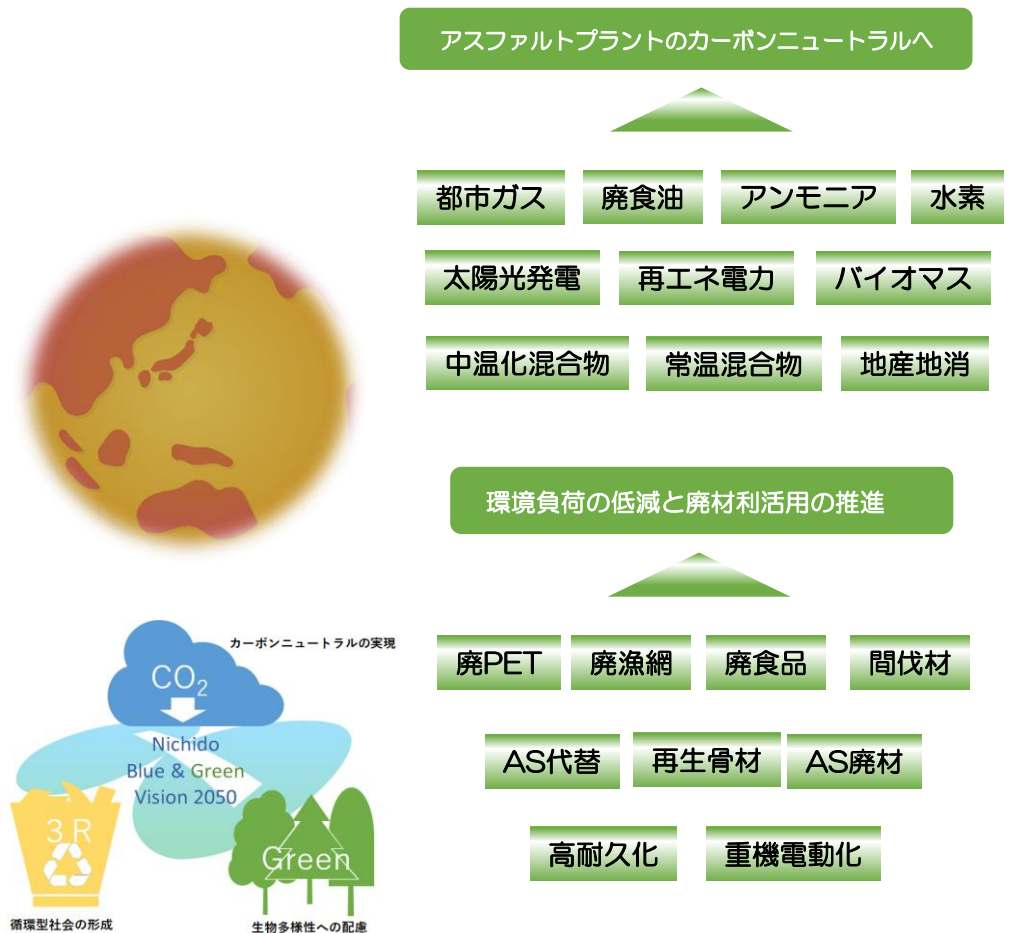 アスファルトプラントのカーボンニュートラルへ
都市ガス
廃食油
アンモニア
水素
太陽光発電
再エネ電力
バイオマス
中温化混合物
常温混合物
地産地消
環境負荷の低減と廃材利活用の推進
廃PET
廃漁網
廃食品
間伐材
AS代替
再生骨材
AS廃材
高耐久化
重機電動化
カーボンニュートラルの実現
CO₂
Nichido
Blue & Green
Vision 2050
3R
Green
循環型社会の形成
生物多様性への配慮